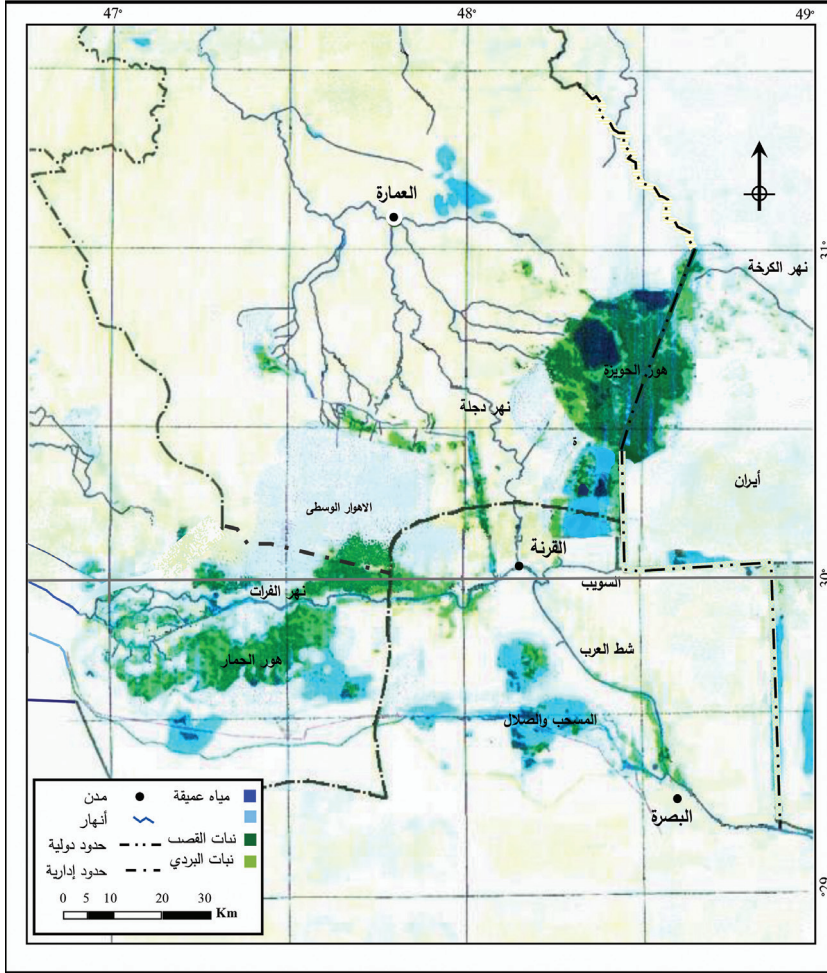 47°
48°
49°
العمارة
31°
نهر الكرخة
هور الحويزة
نهر دجلة
ة
أيران
الاهوار الوسطى
القرنة
30°
السويب
نهر الفرات
شط العرب
هور الحمار
المسحب والصلال
البصرة
29°
مياه عميقة
مدن
أنهار
نبات القصب
حدود دولية
نبات البردي
حدود إدارية
0 5 10 20 30
Km